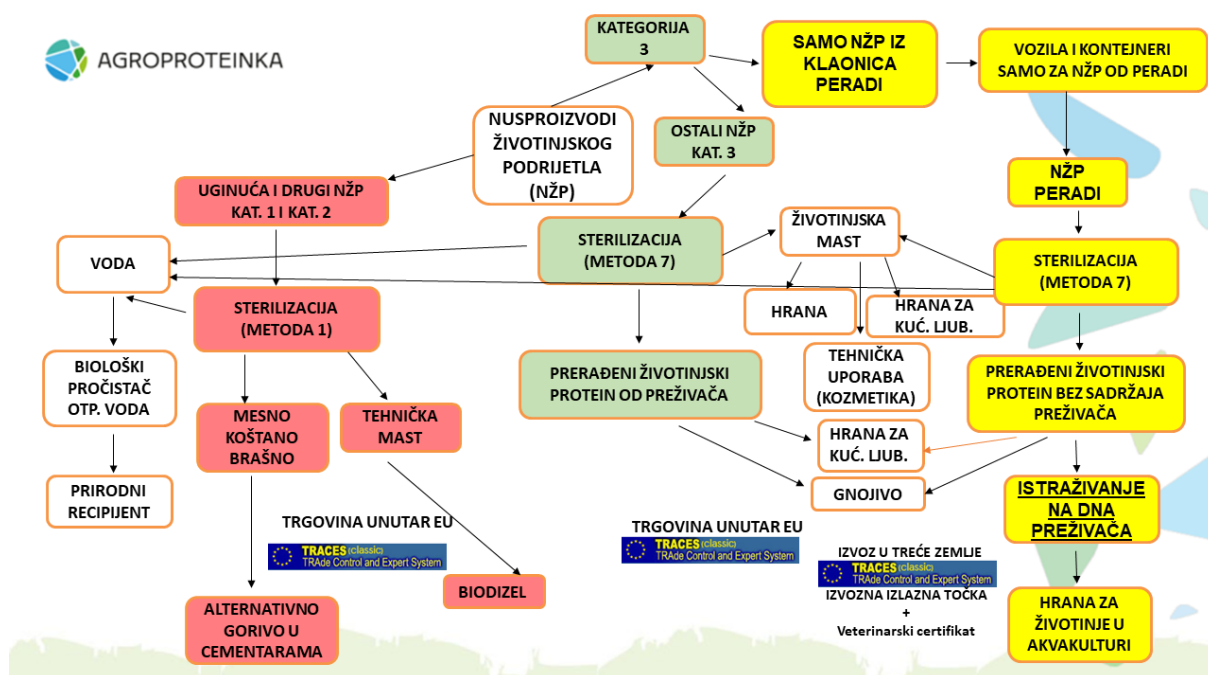 AGROPROTEINKA
KATEGORIJA
3
SAMO NŽP IZ
KLAONICA
PERADI
VOZILA I KONTEJNERI
SAMO ZA NŽP OD PERADI
NUSPROIZVODI
ŽIVOTINJSKOG
PODRIJETLA
(NŽP)
OSTALI NŽP
KAT. 3
NŽP
PERADI
UGINUĆA I DRUGI NŽP
KAT. 1 I KAT. 2
VODA
STERILIZACIJA
(METODA 7)
ŽIVOTINJSKA
MAST
STERILIZACIJA
(METODA 7)
STERILIZACIJA
(METODA 1)
HRANA
HRANA ZA
KUĆ. LJUB.
BIOLOŠKI
PROČISTAČ
OTP. VODA
PRERAĐENI ŽIVOTINJSKI
PROTEIN OD PREŽIVAČA
TEHNIČKA
UPORABA
(KOZMETIKA)
PRERAĐENI ŽIVOTINJSKI
PROTEIN BEZ SADRŽAJA
PREŽIVAČA
MESNO
KOŠTANO
BRAŠNO
TEHNIČKA
MAST
HRANA ZA
KUĆ. LJUB.
GNOJIVO
PRIRODNI
RECIPIJENT
ISTRAŽIVANJE
NA DNA
PREŽIVAČA
TRGOVINA UNUTAR EU
TRACES (classic)
TRAde Control and Expert System
TRGOVINA UNUTAR EU
TRACES (classic)
TRAde Control and Expert System
IZVOZ U TREĆE ZEMLJE
TRACES (classic)
TRAde Control and Expert System
IZVOZNA IZLAZNA TOČKA
+
Veterinarski certifikat
BIODIZEL
ALTERNATIVNO
GORIVO U
CEMENTARAMA
HRANA ZA
ŽIVOTINJE U
AKVAKULTURI